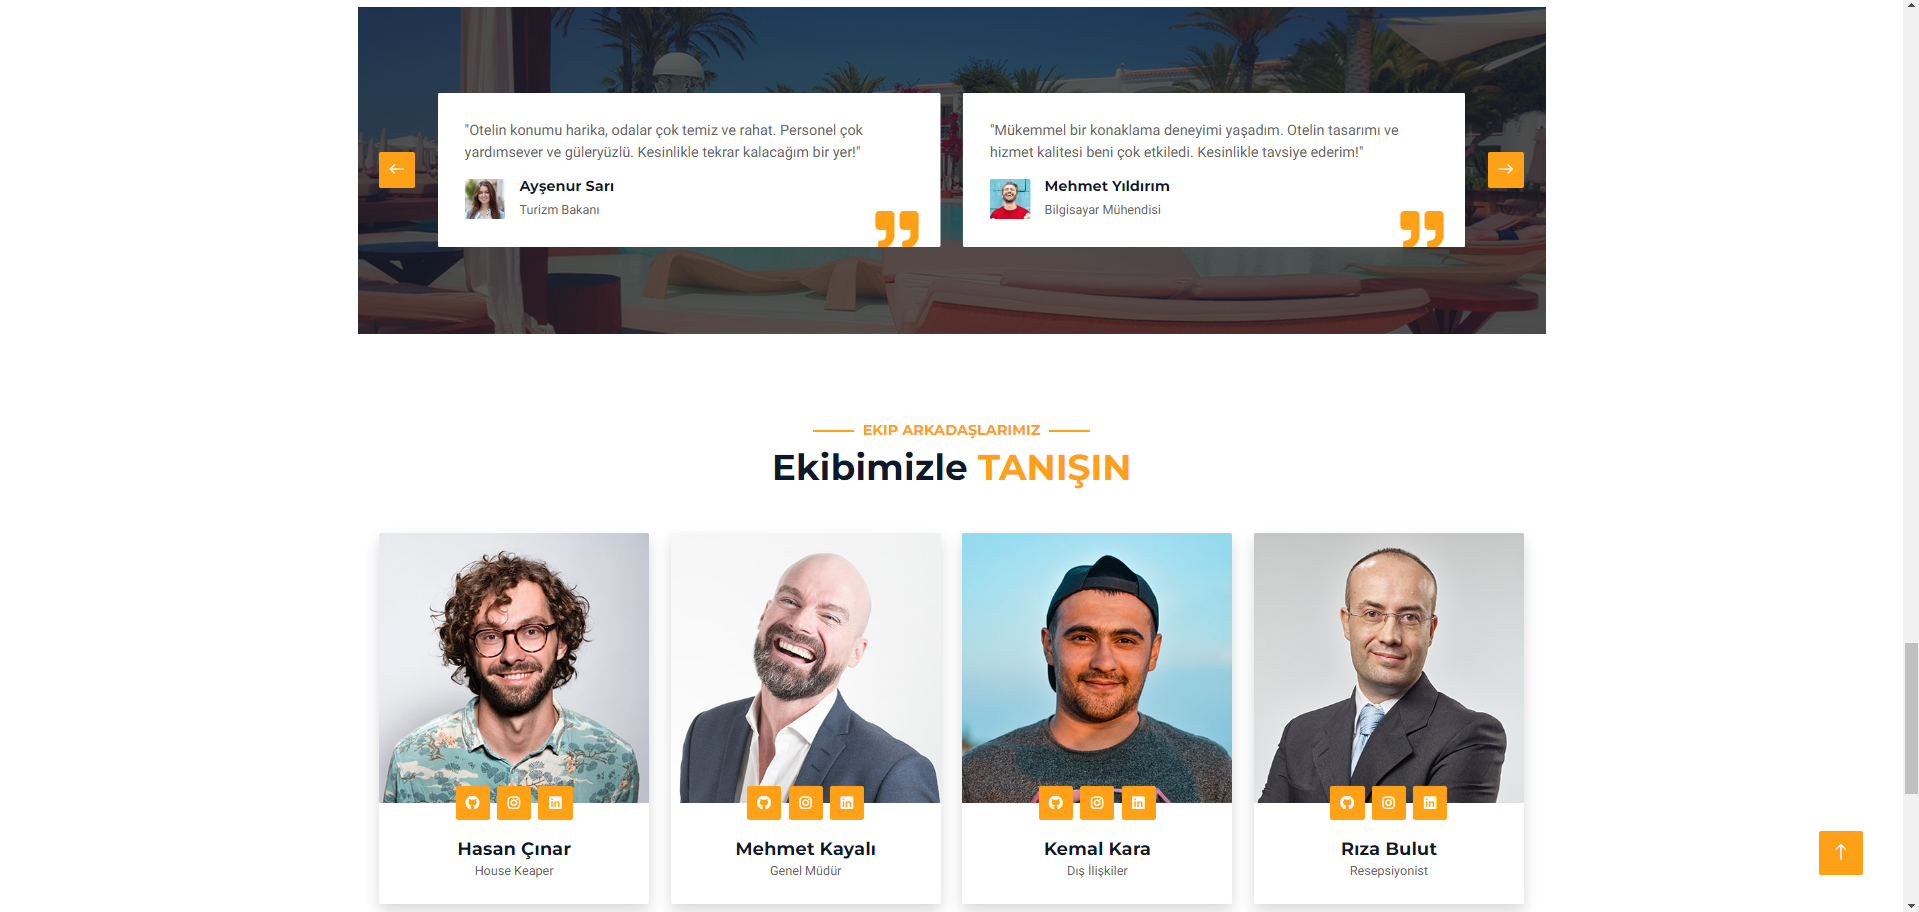 "Otelin konumu harika, odalar çok temiz ve rahat. Personel çok
yardımsever ve güleryüzlü. Kesinlikle tekrar kalacağım bir yer!"
Ayşenur Sarı
Turizm Bakanı
"Mükemmel bir konaklama deneyimi yaşadım. Otelin tasarımı ve
hizmet kalitesi beni çok etkiledi. Kesinlikle tavsiye ederim!"
Mehmet Yıldırım
Bilgisayar Mühendisi
EKIP ARKADAŞLARIMIZ
Ekibimizle TANIŞIN
Hasan Çınar
House Keaper
Mehmet Kayalı
Genel Müdür
Kemal Kara
Dış İlişkiler
Rıza Bulut
Resepsiyonist